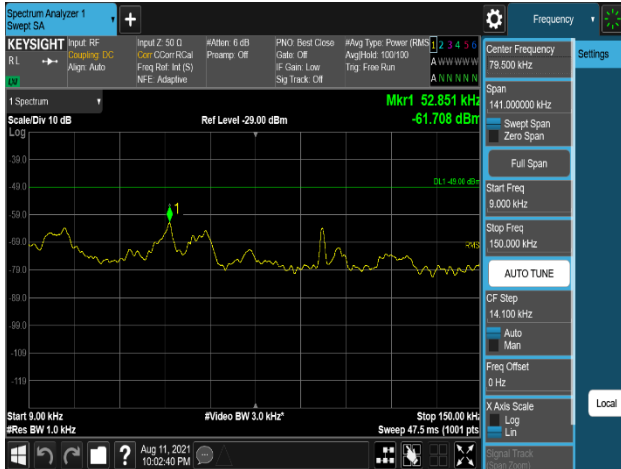 Spectrum Analyzer 1
Swept SA
+
Frequency
KEYSIGHT
R L
LV
Input: RF
Coupling: DC
Align: Auto
Input Z: 50 Ω
Corr CCorr RCal
Freq Ref: Int (S)
NFE: Adaptive
#Atten: 6 dB
Preamp: Off
PNO: Best Close
Gate: Off
IF Gain: Low
Sig Track: Off
#Avg Type: Power (RMS
Avg|Hold: 100/100
Trig: Free Run
1 2 3 4 5 6
A W W W W W
A N N N N N
1 Spectrum
Scale/Div 10 dB
Log
Ref Level -29.00 dBm
Mkr1 52.851 kHz
-61.708 dBm
-39.0
-49.0
-59.0
-69.0
-79.0
-89.0
-99.0
-109
-119
DL1 -49.00 dBm
1
RMS
Start 9.00 kHz
#Res BW 1.0 kHz
#Video BW 3.0 kHz*
Stop 150.00 kHz
Sweep 47.5 ms (1001 pts
?
Aug 11, 2021
10:02:40 PM
Center Frequency
79.500 kHz
Span
141.000000 kHz
Swept Span
Zero Span
Full Span
Start Freq
9.000 kHz
Stop Freq
150.000 kHz
AUTO TUNE
CF Step
14.100 kHz
Auto
Man
Freq Offset
0 Hz
X Axis Scale
Log
Lin
Signal Track
(Span Zoom)
Settings
Local